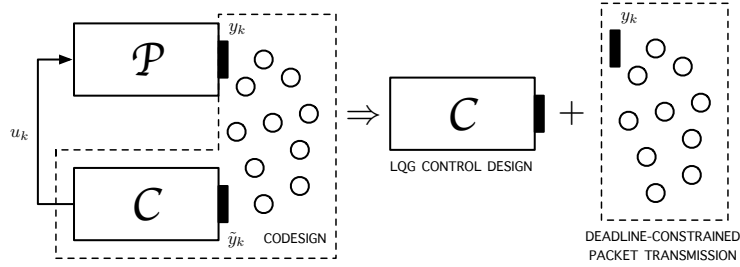 𝒫
y_k
u_k
C
ỹ_k
CODESIGN
⇒
C
LQG CONTROL DESIGN
+
y_k
DEADLINE-CONSTRAINED
PACKET TRANSMISSION